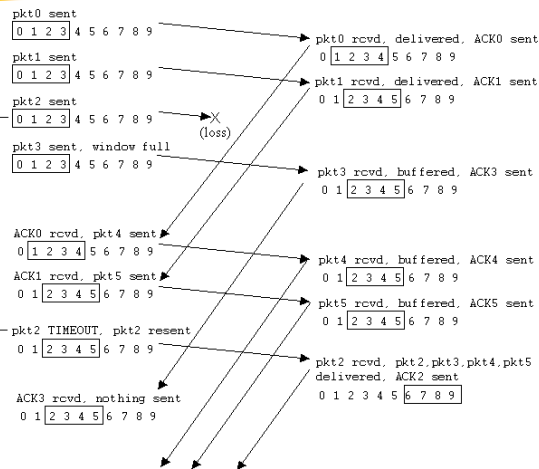 pkt0 sent
0 1 2 3 4 5 6 7 8 9
pkt1 sent
0 1 2 3 4 5 6 7 8 9
pkt2 sent
0 1 2 3 4 5 6 7 8 9
X
(loss)
pkt3 sent, window full
0 1 2 3 4 5 6 7 8 9
ACK0 rcvd, pkt4 sent
0 1 2 3 4 5 6 7 8 9
ACK1 rcvd, pkt5 sent
0 1 2 3 4 5 6 7 8 9
pkt2 TIMEOUT, pkt2 resent
0 1 2 3 4 5 6 7 8 9
ACK3 rcvd, nothing sent
0 1 2 3 4 5 6 7 8 9
pkt0 rcvd, delivered, ACK0 sent
0 1 2 3 4 5 6 7 8 9
pkt1 rcvd, delivered, ACK1 sent
0 1 2 3 4 5 6 7 8 9
pkt3 rcvd, buffered, ACK3 sent
0 1 2 3 4 5 6 7 8 9
pkt4 rcvd, buffered, ACK4 sent
0 1 2 3 4 5 6 7 8 9
pkt5 rcvd, buffered, ACK5 sent
0 1 2 3 4 5 6 7 8 9
pkt2 rcvd, pkt2,pkt3,pkt4,pkt5
delivered, ACK2 sent
0 1 2 3 4 5 6 7 8 9